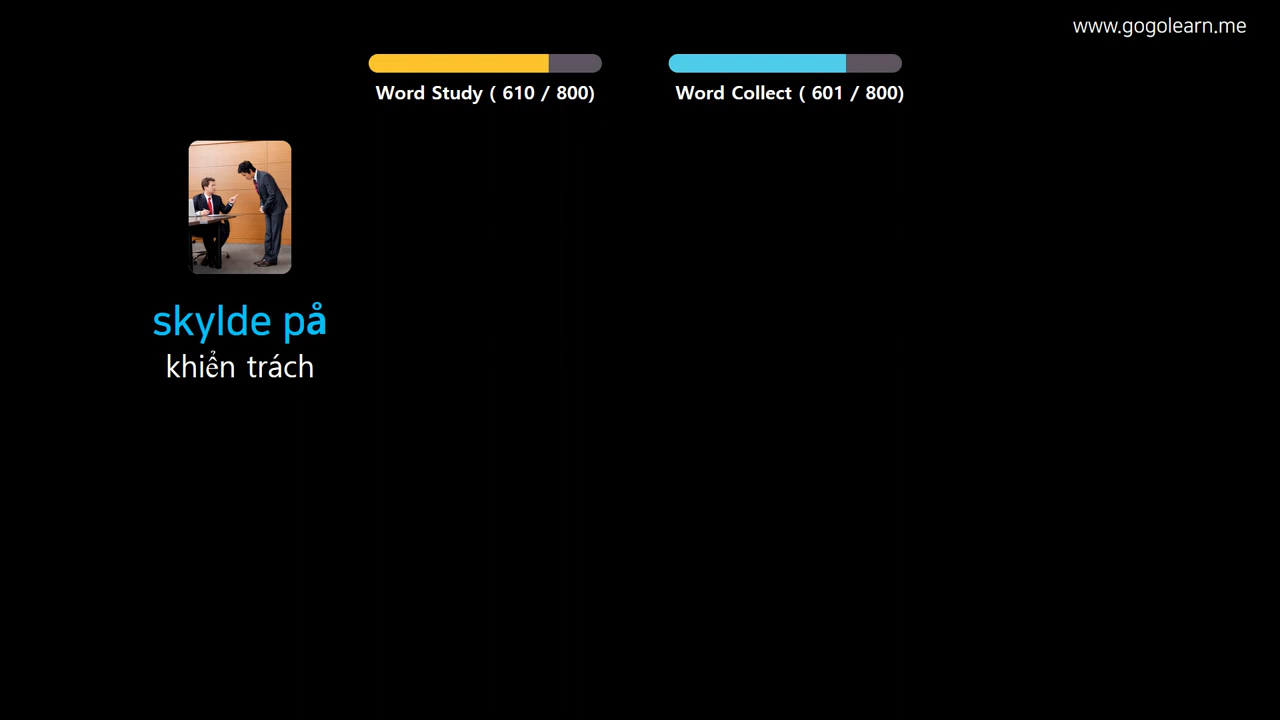 www.gogolearn.me
Word Study ( 610 / 800)
Word Collect ( 601 / 800)
skylde på
khiển trách